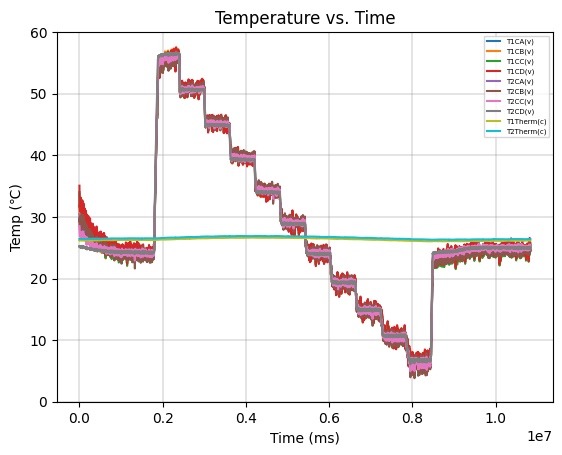 Temperature vs. Time
60
50
40
30
20
10
0
Temp (℃)
T1CA(v)
T1CB(v)
T1CC(v)
T1CD(v)
T2CA(v)
T2CB(v)
T2CC(v)
T2CD(v)
T1Therm(c)
T2Therm(c)
0.0 0.2 0.4 0.6 0.8 1.0
1e7
Time (ms)